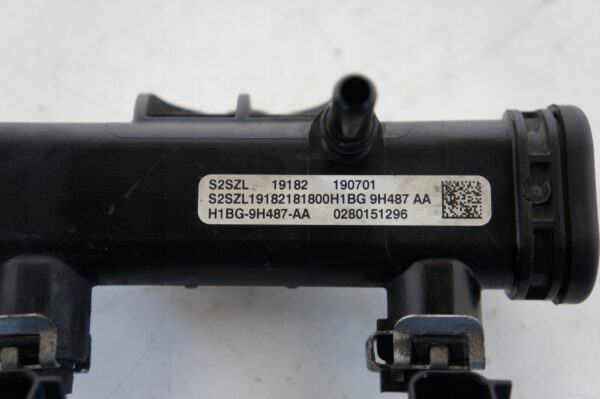 S2SZL 19182 190701
S2SZL19182181800H1BG 9H487 AA
H1BG-9H487-AA 0280151296